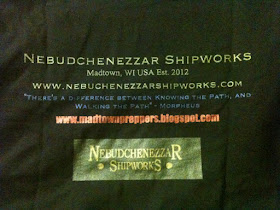 Nebudchenezzar Shipworks
Madtown, WI USA Est. 2012
www.nebuchenezzarshipworks.com
"There's a difference between Knowing the Path, and
Walking the Path" - Morpheus
www.madtownpreppers.blogspot.com
Nebudchenezzar
Shipworks